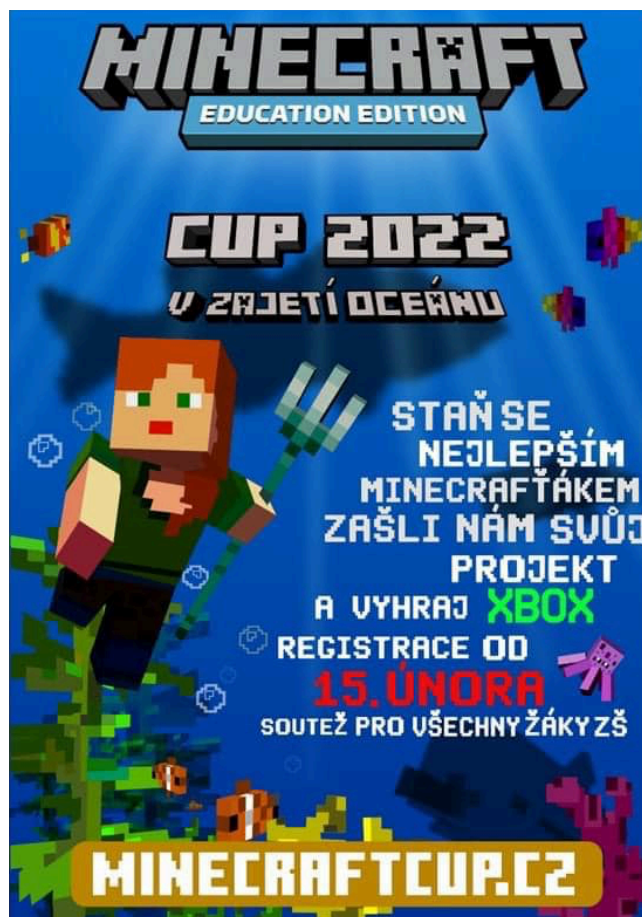 MINECRAFT
EDUCATION EDITION
CUP 2022
V ZAJETÍ OCEÁNU
STAŇ SE
NEJLEPŠÍM
MINECRAFŤÁKEM
ZAŠLI NÁM SVŮJ
PROJEKT
A VYHRAJ XBOX
REGISTRACE OD
15. ÚNORA
SOUTEŽ PRO VŠECHNY ŽÁKY ZŠ
MINECRAFTCUP.CZ